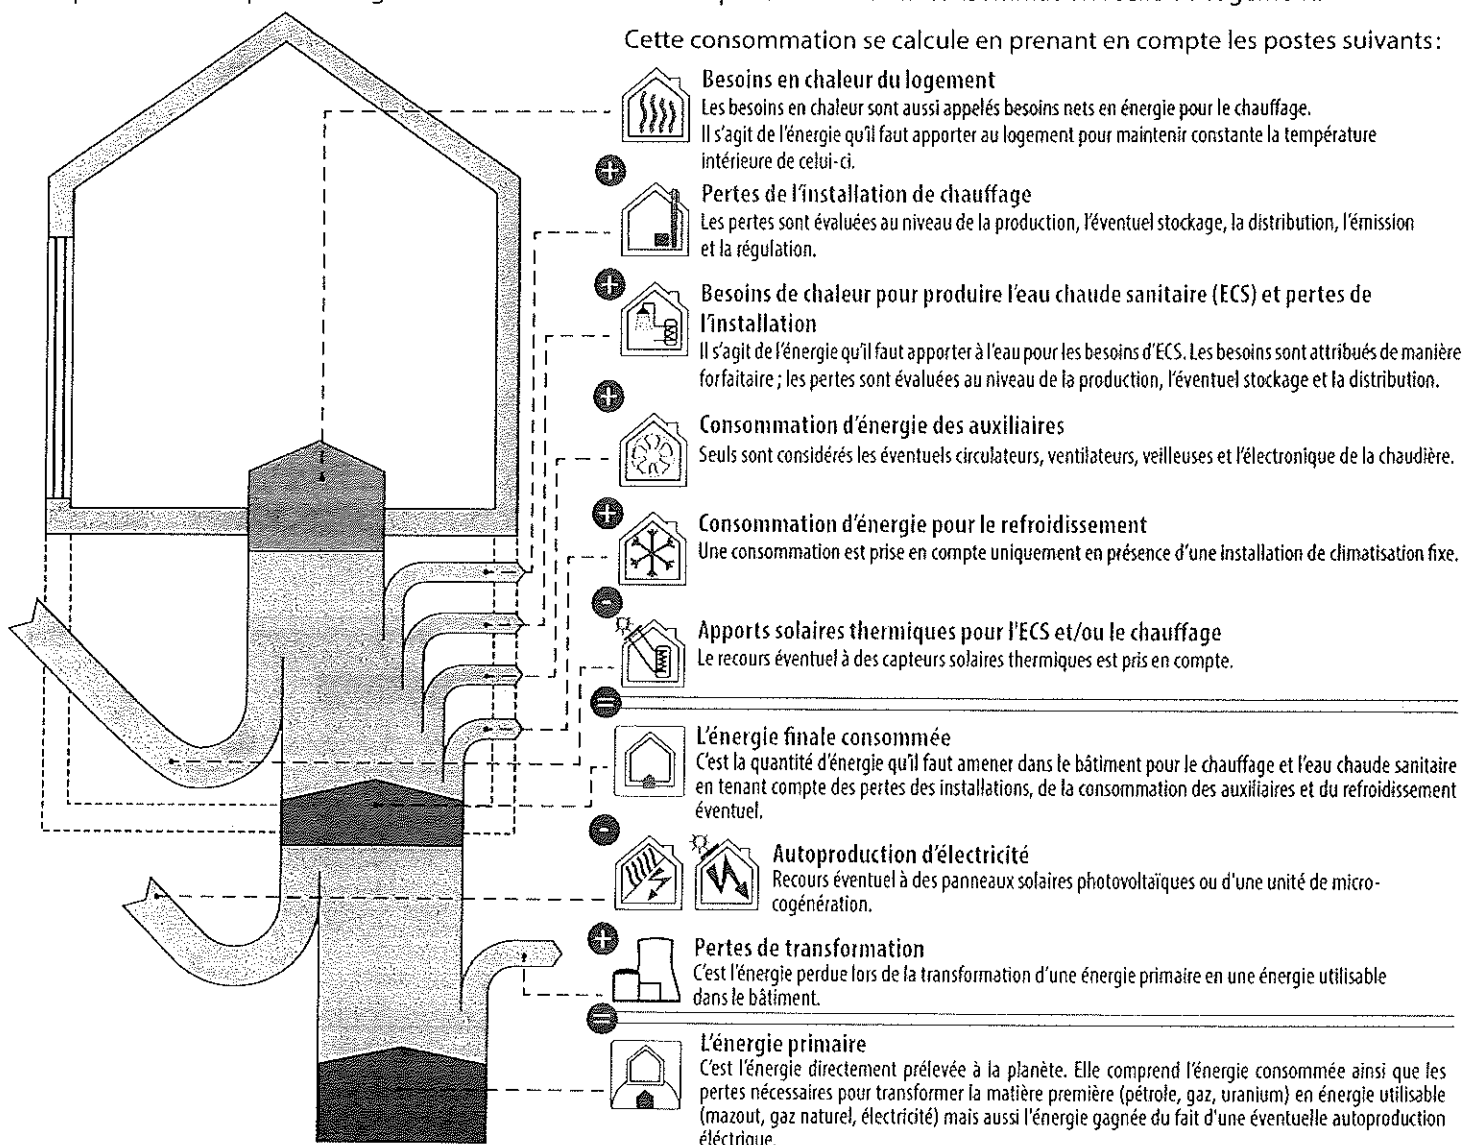 Cette consommation se calcule en prenant en compte les postes suivants:
Besoins en chaleur du logement
Les besoins en chaleur sont aussi appelés besoins nets en énergie pour le chauffage.
Il s'agit de l'énergie qu'il faut apporter au logement pour maintenir constante la température
intérieure de celui-ci.
+
Pertes de l'installation de chauffage
Les pertes sont évaluées au niveau de la production, l'éventuel stockage, la distribution, l'émission
et la régulation.
+
Besoins de chaleur pour produire l'eau chaude sanitaire (ECS) et pertes de
l'installation
Il s'agit de l'énergie qu'il faut apporter à l'eau pour les besoins d'ECS. Les besoins sont attribués de manière
forfaitaire ; les pertes sont évaluées au niveau de la production, l'éventuel stockage et la distribution.
+
Consommation d'énergie des auxiliaires
Seuls sont considérés les éventuels circulateurs, ventilateurs, veilleuses et l'électronique de la chaudière.
+
Consommation d'énergie pour le refroidissement
Une consommation est prise en compte uniquement en présence d'une installation de climatisation fixe.
-
Apports solaires thermiques pour l'ECS et/ou le chauffage
Le recours éventuel à des capteurs solaires thermiques est pris en compte.
=
L'énergie finale consommée
C'est la quantité d'énergie qu'il faut amener dans le bâtiment pour le chauffage et l'eau chaude sanitaire
en tenant compte des pertes des installations, de la consommation des auxiliaires et du refroidissement
éventuel.
-
Autoproduction d'électricité
Recours éventuel à des panneaux solaires photovoltaïques ou d'une unité de micro-
cogénération.
+
Pertes de transformation
C'est l'énergie perdue lors de la transformation d'une énergie primaire en une énergie utilisable
dans le bâtiment.
=
L'énergie primaire
C'est l'énergie directement prélevée à la planète. Elle comprend l'énergie consommée ainsi que les
pertes nécessaires pour transformer la matière première (pétrole, gaz, uranium) en énergie utilisable
(mazout, gaz naturel, électricité) mais aussi l'énergie gagnée du fait d'une éventuelle autoproduction
éléctrique.